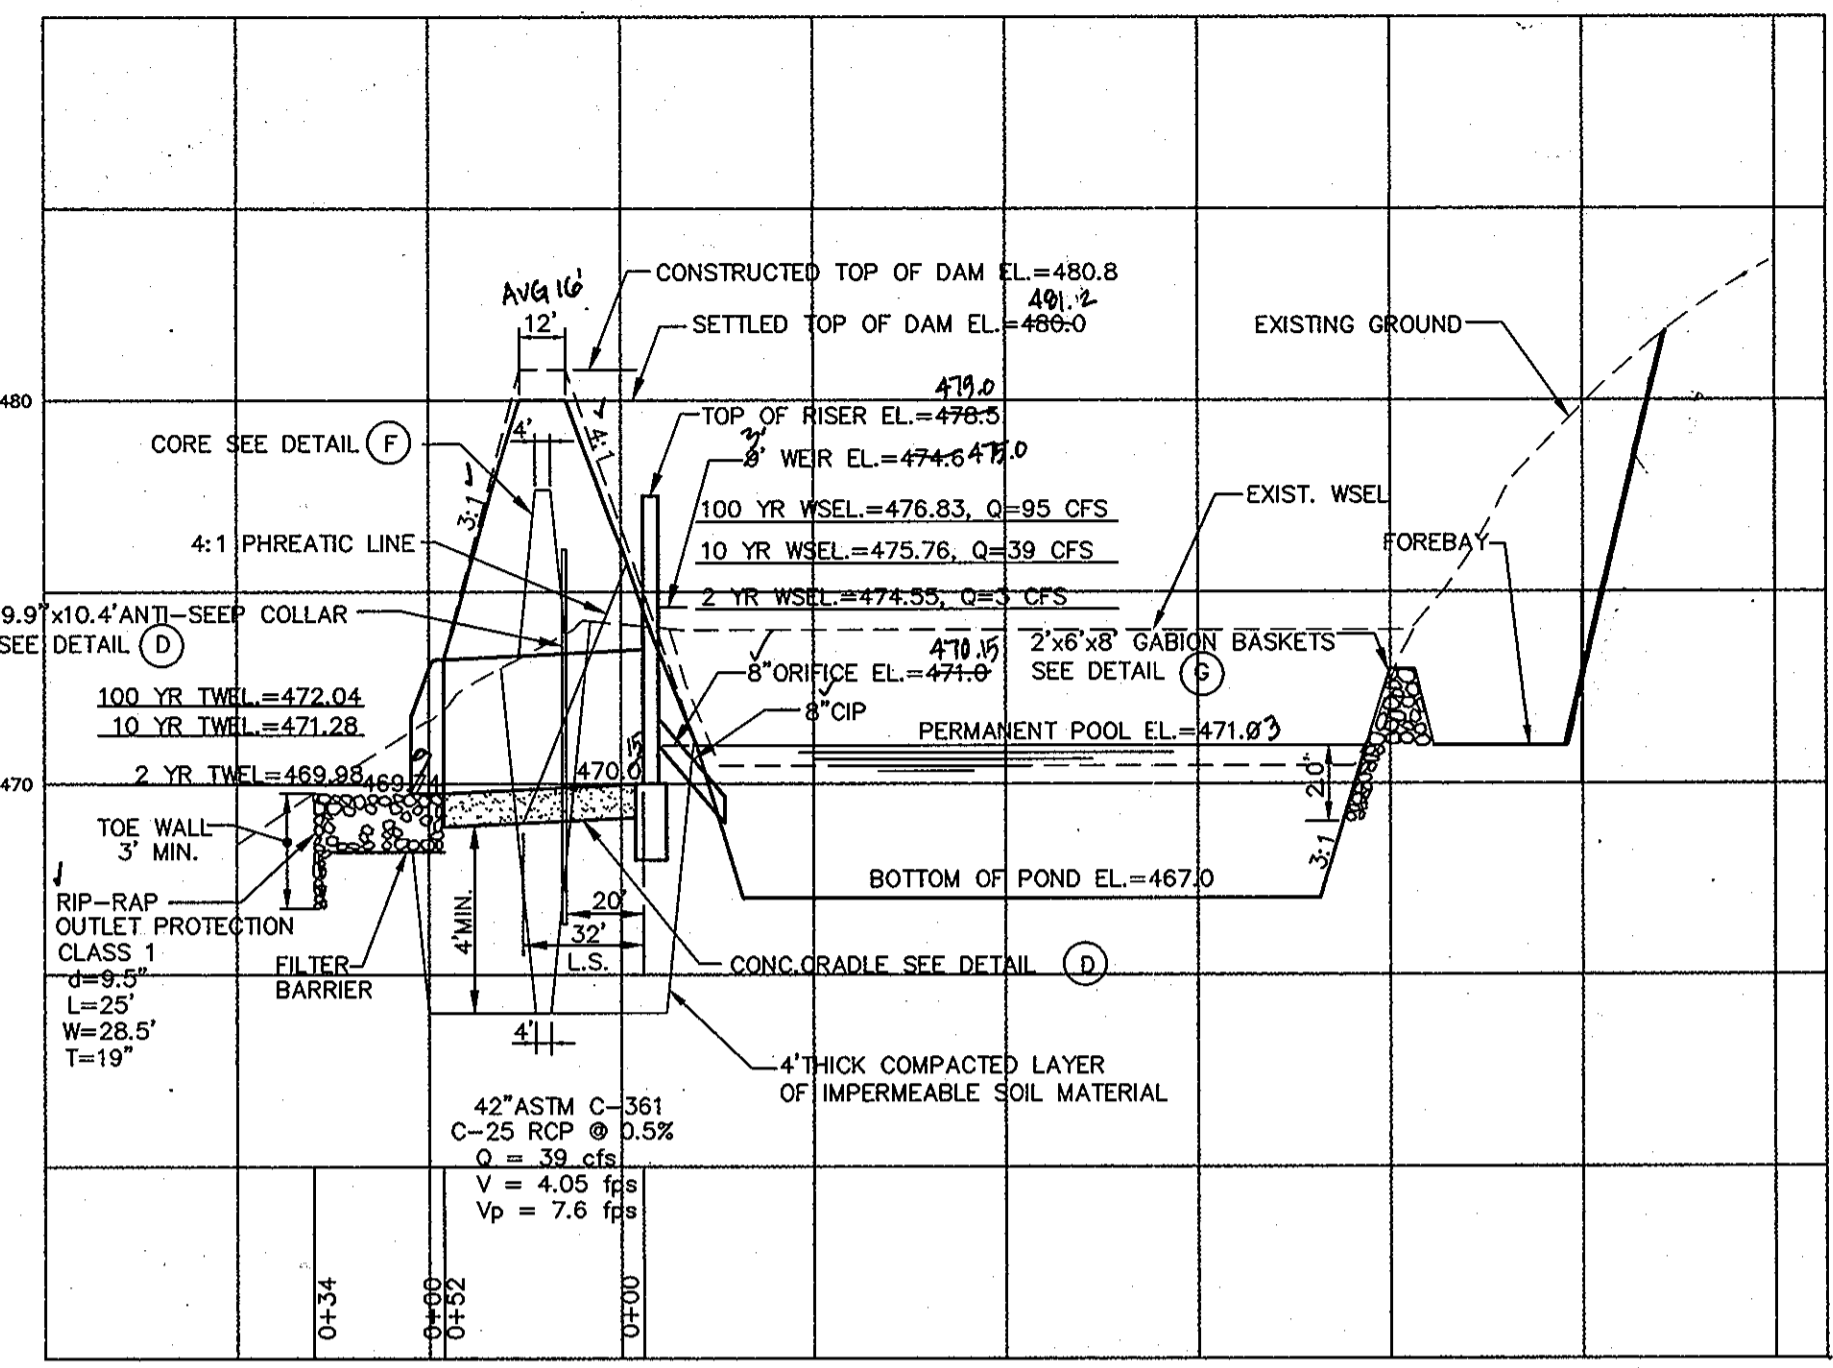 CONSTRUCTED TOP OF DAM EL.=480.8
AVG 16'
12'
481.2
SETTLED TOP OF DAM EL.=480.0
EXISTING GROUND
480
479.0
TOP OF RISER EL.=478.5
4'
4:1
CORE SEE DETAIL F
3'
WEIR EL.=474.6 475.0
3:1
100 YR WSEL.=476.83, Q=95 CFS
EXIST. WSEL
4:1 PHREATIC LINE
10 YR WSEL.=475.76, Q=39 CFS
FOREBAY
2 YR WSEL.=474.55, Q=3 CFS
9.9"x10.4'ANTI-SEEP COLLAR
SEE DETAIL D
470.15
8"ORIFICE EL.=471.0
2'x6'x8' GABION BASKETS
SEE DETAIL G
100 YR TWEL.=472.04
10 YR TWEL.=471.28
8"CIP
PERMANENT POOL EL.=471.03
15
2 YR TWEL=469.98
469.74
470.0
470
2.0'
TOE WALL
3' MIN.
3:1
BOTTOM OF POND EL.=467.0
RIP-RAP
OUTLET PROTECTION
CLASS 1
d=9.5"
L=25'
W=28.5'
T=19"
20'
4'MIN.
32'
L.S.
FILTER
BARRIER
CONC.CRADLE SEE DETAIL D
4'
4'THICK COMPACTED LAYER
OF IMPERMEABLE SOIL MATERIAL
42"ASTM C-361
C-25 RCP @ 0.5%
Q = 39 cfs
V = 4.05 fps
Vp = 7.6 fps
0+34
0+00
0+52
0+00